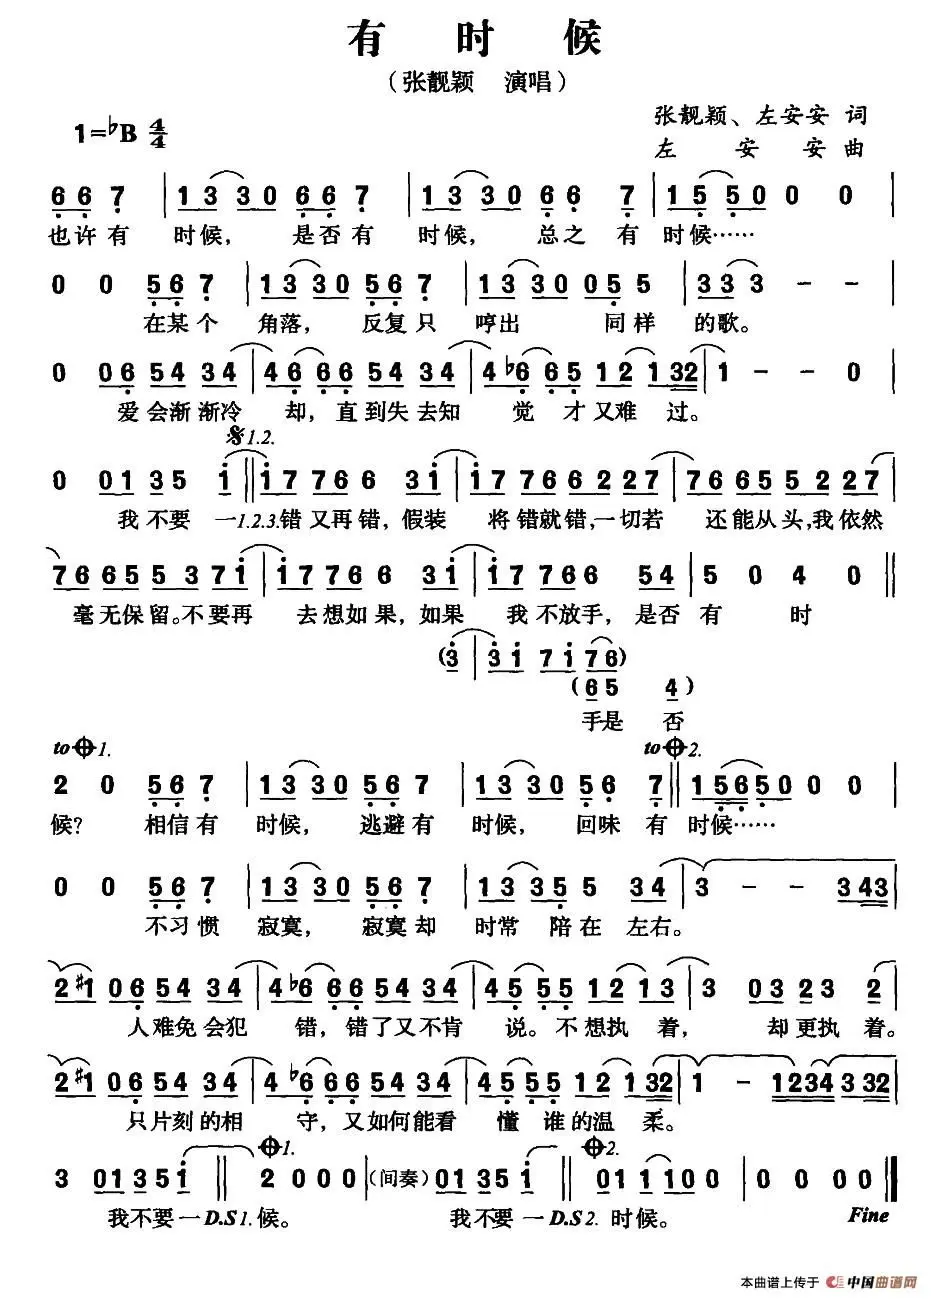 有 时 候
（张靓颖 演唱）
1=♭B 4/4
张靓颖、左安安 词
左 安 安 曲
6 6 7 | 1 3 3 3 0 6 6 7 | 1 3 3 3 0 6 6 7 | 1 5 5 0 0 0 |
也许有 时候， 是否有 时候， 总之 有 时候……
0 0 5 6 7 | 1 3 3 3 0 5 6 7 | 1 3 3 0 0 5 5 | 3 3 3 - - |
在某个 角落， 反复只 哼出 同样 的歌。
0 0 6 5 4 3 4 | 4 6 6 6 5 4 3 4 | 4 ♭6 6 5 1 2 1 3 2 | 1 - - 0 |
爱会渐渐冷 却，直到失去知 觉 才又难 过。
𝄋1.2.
0 0 1 3 5 i ‖ i 7 7 6 6 3 i | i 7 7 6 6 2 2 7 | 7 6 6 5 5 2 2 7 |
我不要 一1.2.3.错又再错，假装 将错就错，一切若 还能从头，我依然
7 6 6 5 5 3 7 i | i 7 7 6 6 3 i | i 7 7 6 6 5 4 | 5 0 4 0 ‖
毫无保留。不要再 去想如果，如果 我不放手，是否 有 时
(3 | 3 i 7 i 7 6)
(6 5 4)
手是 否
to 𝄌1. to 𝄌2.
2 0 5 6 7 | 1 3 3 3 0 5 6 7 | 1 3 3 3 0 5 6 7 ‖ 1 5 6 5 0 0 0 |
候？ 相信有 时候， 逃避有 时候， 回味 有 时候……
0 0 5 6 7 | 1 3 3 3 0 5 6 7 | 1 3 3 5 5 3 4 | 3 - - 3 4 3 |
不习惯 寂寞， 寂寞却 时常 陪在 左右。
2 #1 0 6 5 4 3 4 | 4 ♭6 6 6 5 4 3 4 | 4 5 5 5 1 2 1 3 | 3 0 3 2 3 2 |
人难免会犯 错，错了又不肯 说。不想执着， 却更执着。
2 #1 0 6 5 4 3 4 | 4 ♭6 6 6 5 4 3 4 | 4 5 5 5 1 2 1 3 2 | 1 - 1 2 3 4 3 3 2 |
只片刻的相 守，又如何能看 懂 谁的温 柔。
𝄌1. 𝄌2.
3 0 1 3 5 i ‖ 2 0 0 0 |（间奏）0 1 3 5 i ‖ 0 1 1 1 0 0 | 0 0 0 0 ‖
我不要一D.S1.候。 我不要 一D.S2. 时候。 Fine
本曲谱上传于 中国曲谱网